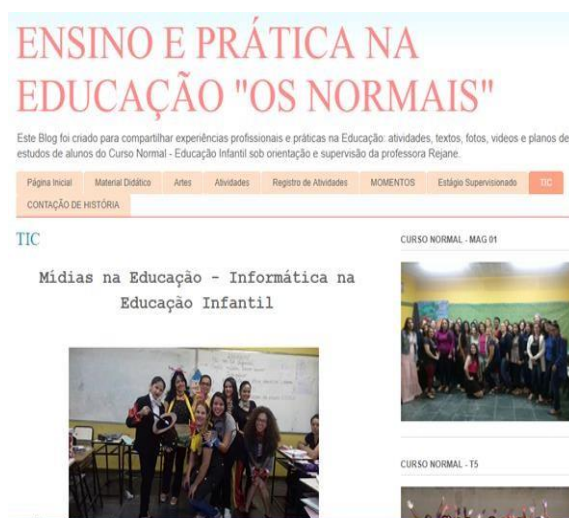 ENSINO E PRÁTICA NA
EDUCAÇÃO "OS NORMAIS"
Este Blog foi criado para compartilhar experiências profissionais e práticas na Educação: atividades, textos, fotos, videos e planos de
estudos de alunos do Curso Normal - Educação Infantil sob orientação e supervisão da professora Rejane.
Página Inicial Material Didático Artes Atividades Registro de Atividades MOMENTOS Estágio Supervisionado TIC
CONTAÇÃO DE HISTÓRIA
TIC
CURSO NORMAL - MAG 01
Mídias na Educação - Informática na
Educação Infantil
CURSO NORMAL - T5